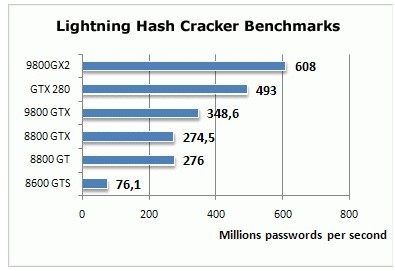 Lightning Hash Cracker Benchmarks
9800GX2 608
GTX 280 493
9800 GTX 348,6
8800 GTX 274,5
8800 GT 276
8600 GTS 76,1
0 200 400 600 800
Millions passwords per second